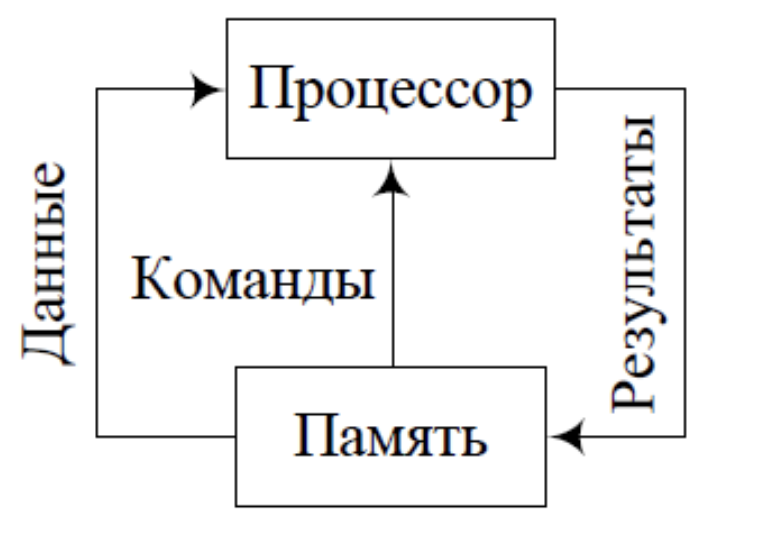 Процессор
Данные
Команды
Результаты
Память